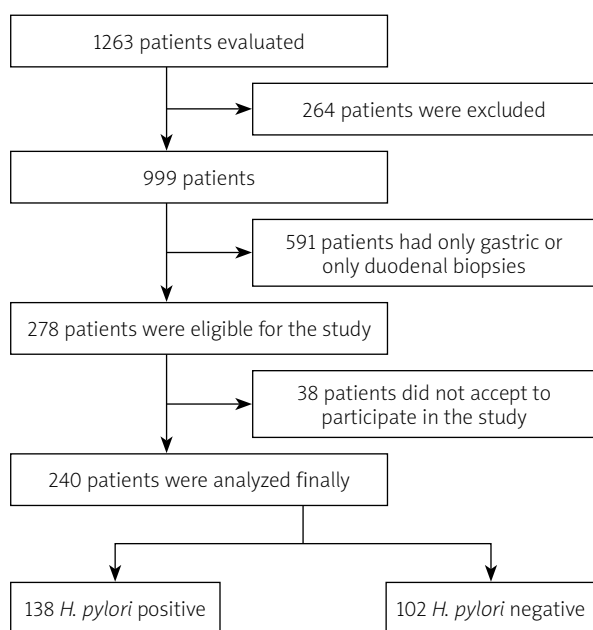 1263 patients evaluated
264 patients were excluded
999 patients
591 patients had only gastric or
only duodenal biopsies
278 patients were eligible for the study
38 patients did not accept to
participate in the study
240 patients were analyzed finally
138 H. pylori positive
102 H. pylori negative